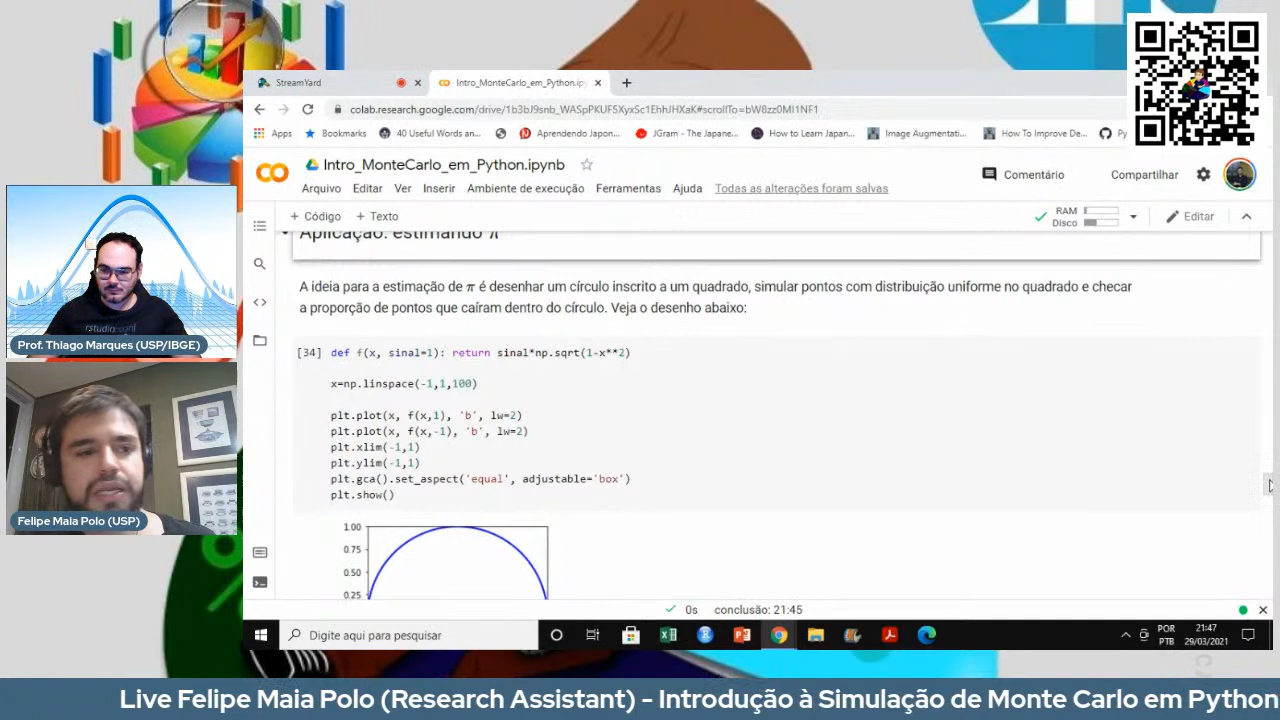 StreamYard
Intro_MonteCarlo_em_Python.ipy
Apps
Bookmarks
40 Useful Words an...
Aprendendo Japon...
JGram - The Japane...
How to Learn Japan...
Image Augmentati...
How To Improve De...
Py
Intro_MonteCarlo_em_Python.ipynb
Comentário
Compartilhar
Arquivo Editar Ver Inserir Ambiente de execução Ferramentas Ajuda Todas as alterações foram salvas
+ Código + Texto
RAM
Disco
Editar
Aplicação: estimando π
A ideia para a estimação de π é desenhar um círculo inscrito a um quadrado, simular pontos com distribuição uniforme no quadrado e checar
a proporção de pontos que caíram dentro do círculo. Veja o desenho abaixo:
[34] def f(x, sinal=1): return sinal*np.sqrt(1-x**2)
x=np.linspace(-1,1,100)
plt.plot(x, f(x,1), 'b', lw=2)
plt.plot(x, f(x,-1), 'b', lw=2)
plt.xlim(-1,1)
plt.ylim(-1,1)
plt.gca().set_aspect('equal', adjustable='box')
plt.show()
1.00
0.75
0.50
0.25
0s conclusão: 21:45
Digite aqui para pesquisar
POR
PTB
21:47
29/03/2021
Prof. Thiago Marques (USP/IBGE)
Felipe Maia Polo (USP)
Live Felipe Maia Polo (Research Assistant) - Introdução à Simulação de Monte Carlo em Python